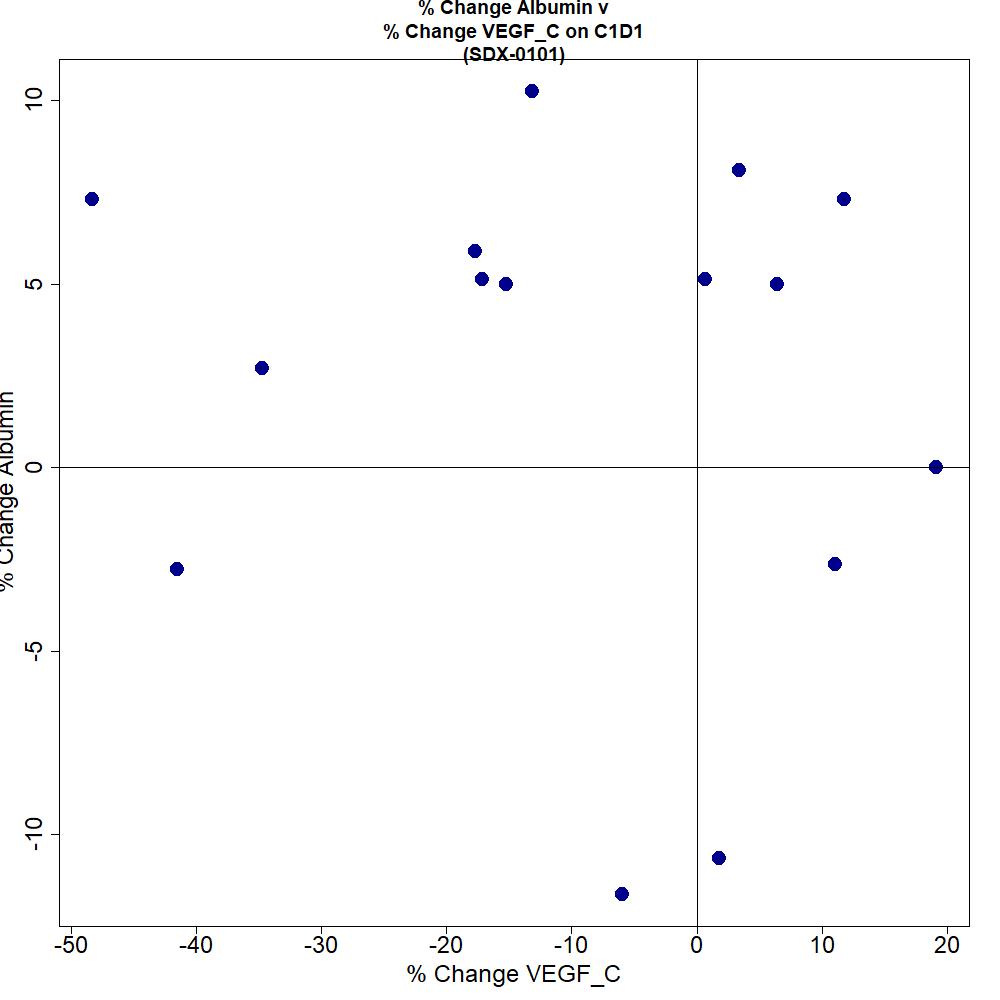 % Change Albumin v
% Change VEGF_C on C1D1
(SDX-0101)
% Change Albumin
10
5
0
-5
-10
-50 -40 -30 -20 -10 0 10 20
% Change VEGF_C